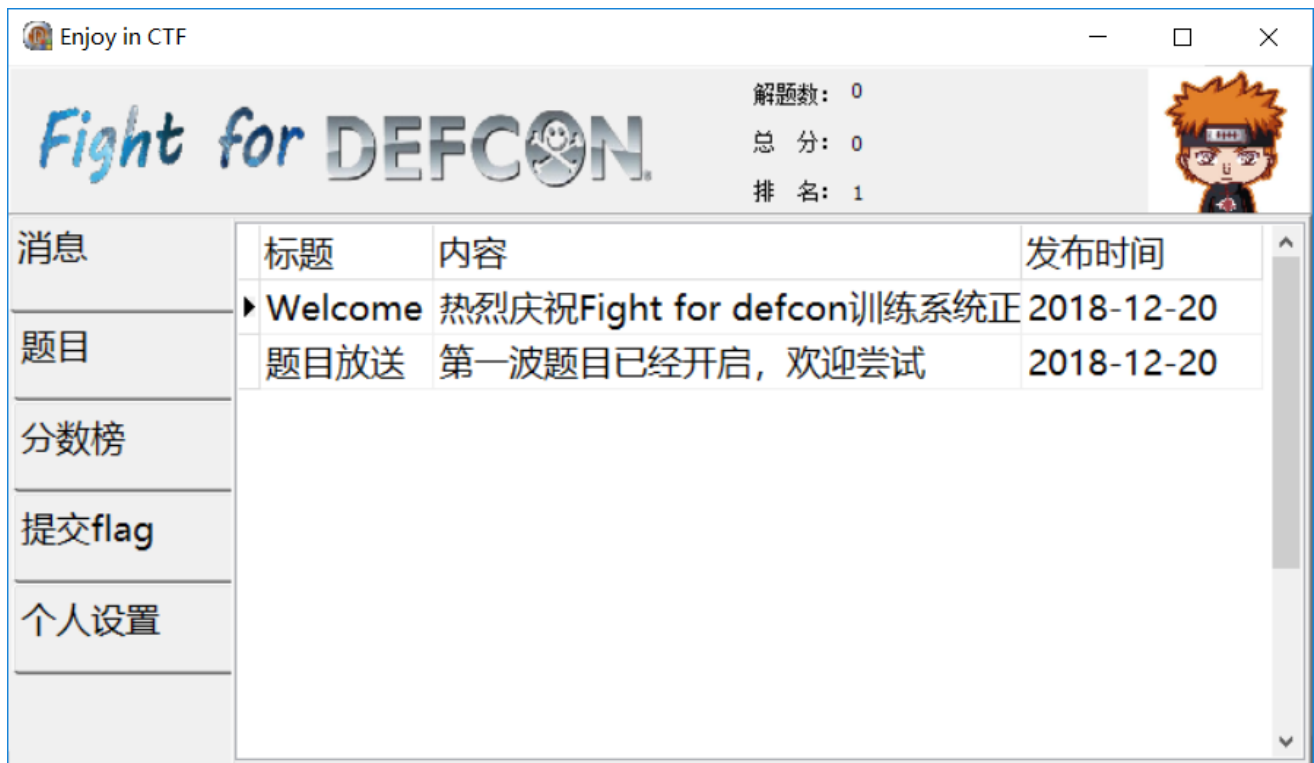 Enjoy in CTF
Fight for DEFCON®
解题数： 0
总 分： 0
排 名： 1
消息
题目
分数榜
提交flag
个人设置
标题 内容 发布时间
Welcome 热烈庆祝Fight for defcon训练系统正 2018-12-20
题目放送 第一波题目已经开启，欢迎尝试 2018-12-20